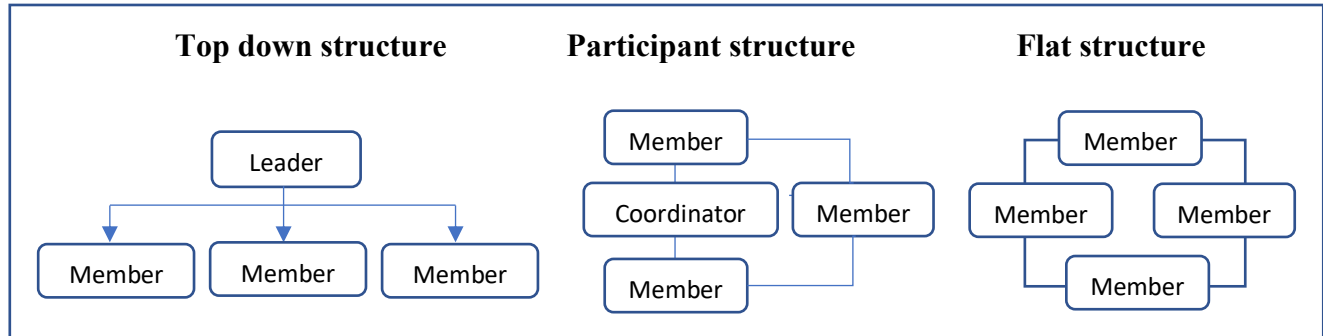 Top down structure
Participant structure
Flat structure
Leader
Member
Member
Member
Member
Coordinator
Member
Member
Member
Member
Member
Member